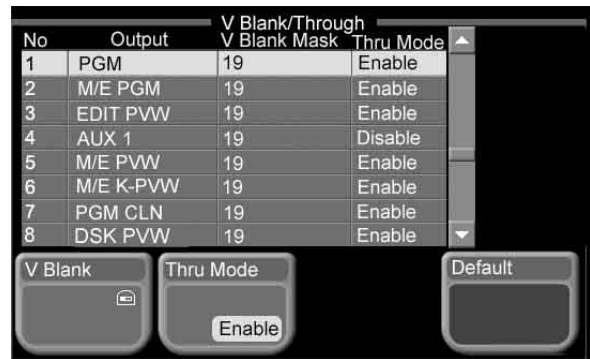 V Blank/Through
No Output V Blank Mask Thru Mode
1 PGM 19 Enable
2 M/E PGM 19 Enable
3 EDIT PVW 19 Enable
4 AUX 1 19 Disable
5 M/E PVW 19 Enable
6 M/E K-PVW 19 Enable
7 PGM CLN 19 Enable
8 DSK PVW 19 Enable
V Blank Thru Mode Default
Enable